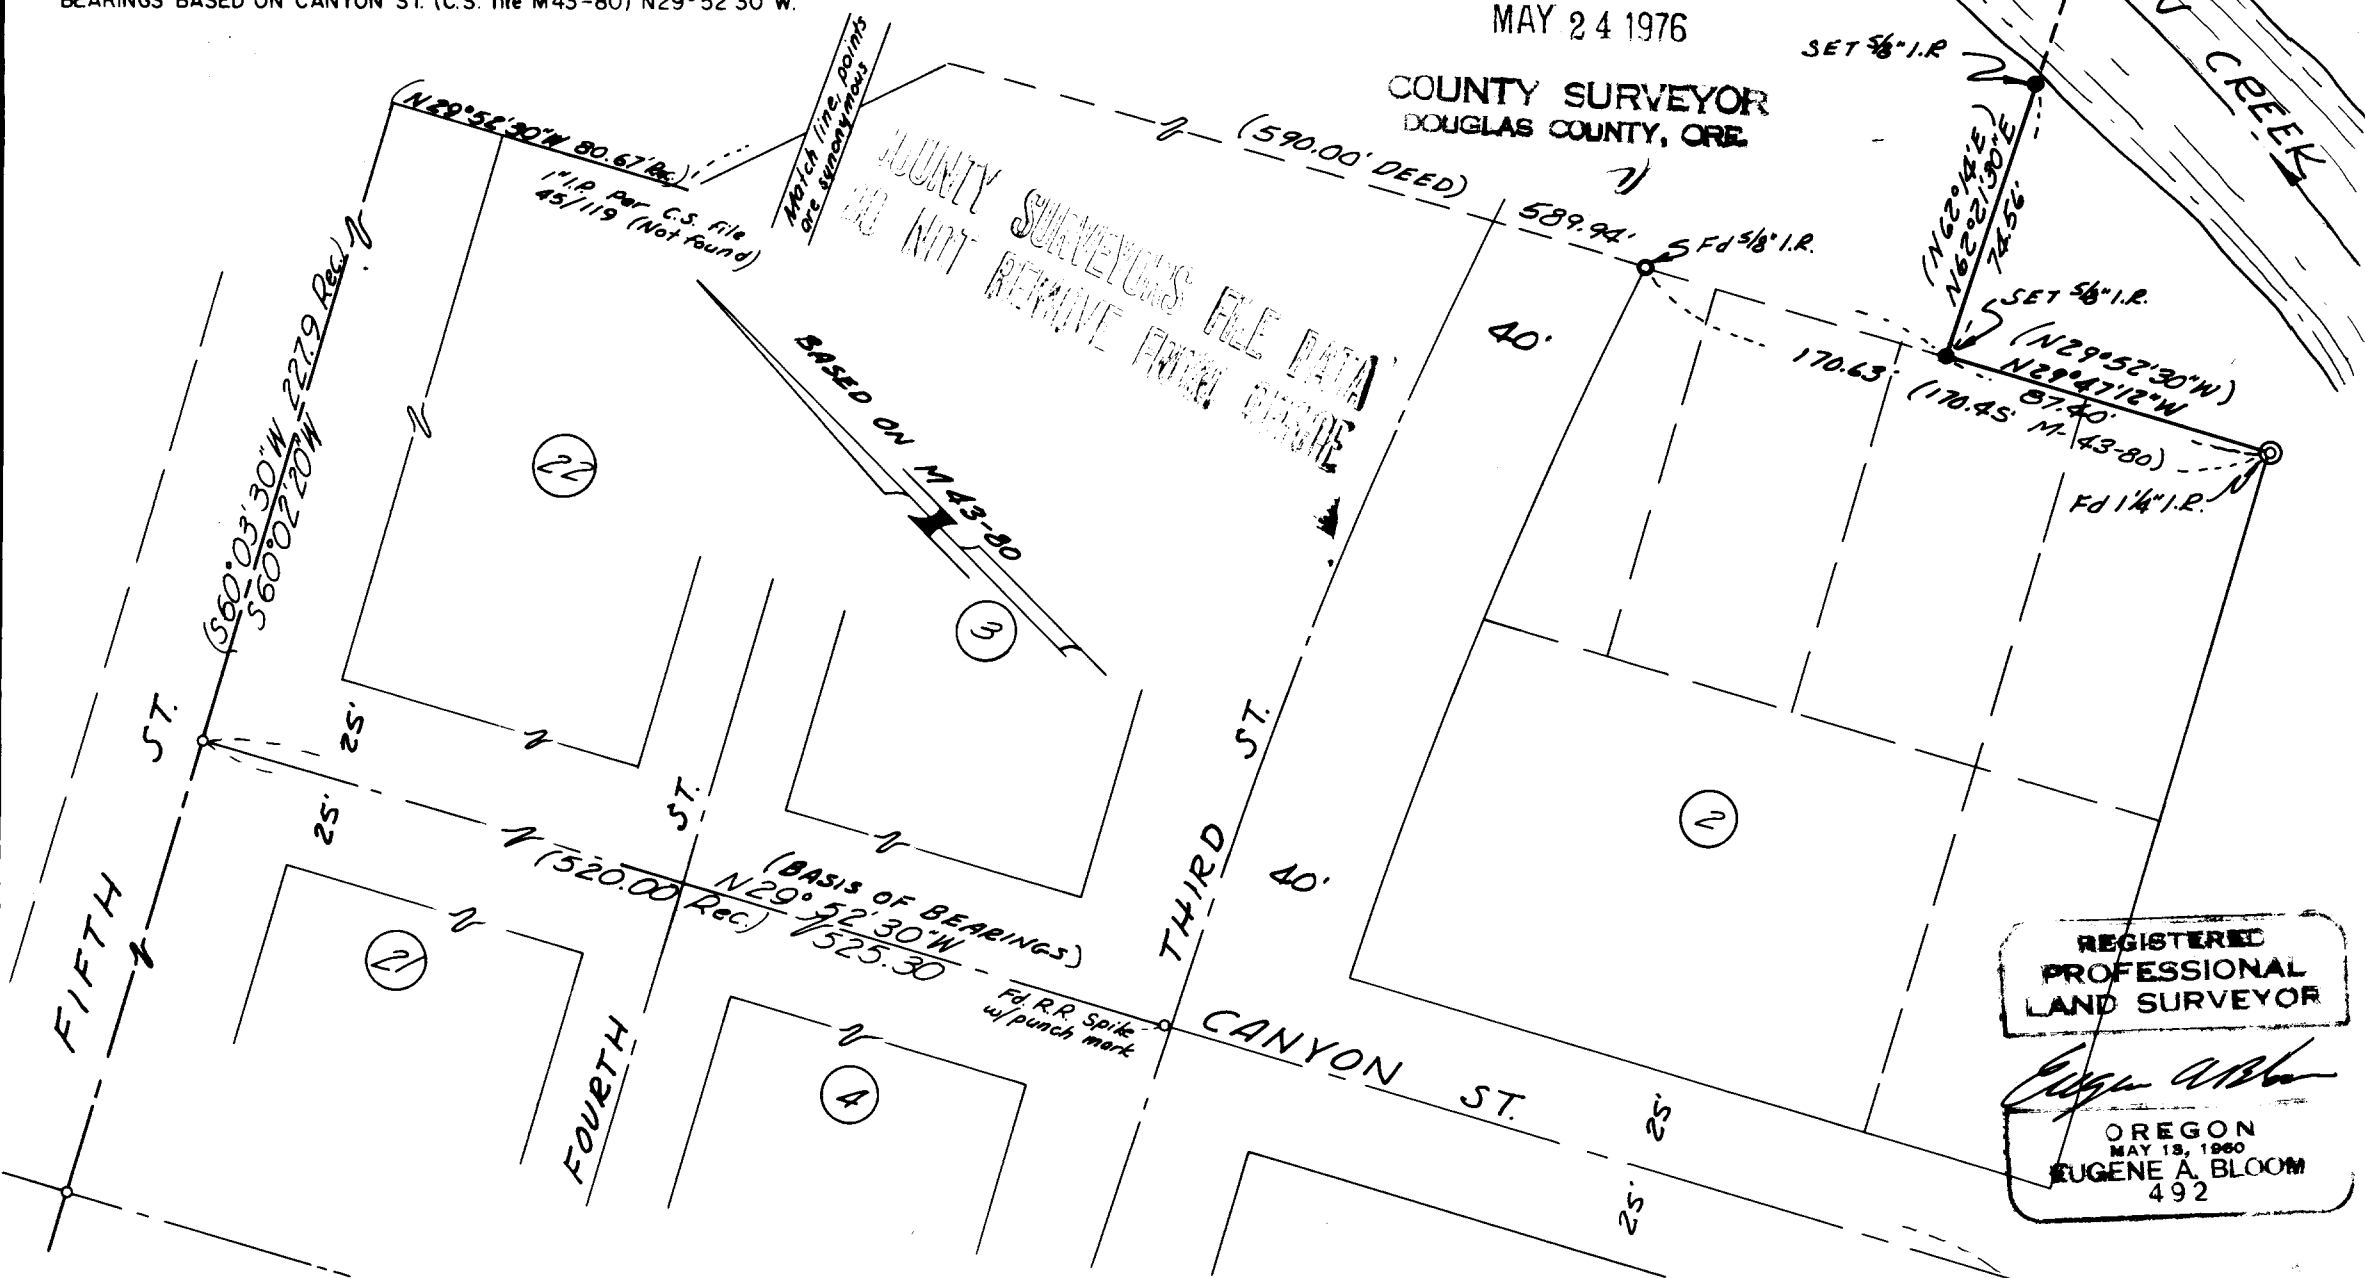 BEARINGS BASED ON CANYON ST. (C.S. file M43-80) N29°52'30"W.
MAY 24 1976
COUNTY SURVEYOR
DOUGLAS COUNTY, ORE.
SET 5/8" I.R
CREEK
(N29°52'30"W 80.67' Rec.)
1" I.P. per C.S. file
45/119 (Not found)
Match line, points
are synonymous
COUNTY SURVEYORS FILE DATA
DO NOT REMOVE FROM OFFICE
(590.00' DEED)
589.94'
Fd 5/8" I.R.
(N62°14'E)
N62°21'30"E
74.56'
SET 5/8" I.R.
(N29°52'30"W)
N29°47'12"W
87.40'
170.63'
(170.45' M-43-80)
Fd 1 1/4" I.R.
(S60°03'30"W 227.9 Rec.)
S60°02'20"W
BASED ON M43-80
40'
22
3
ST.
25'
25'
ST.
ST.
2
(BASIS OF BEARINGS)
N29°52'30"W
(520.00 Rec.)
525.30
40'
THIRD
FIFTH
21
Fd. R.R. Spike
w/punch mark
CANYON ST.
FOURTH
4
25'
25'
REGISTERED
PROFESSIONAL
LAND SURVEYOR
Eugene A Bloom
OREGON
MAY 13, 1960
EUGENE A. BLOOM
492